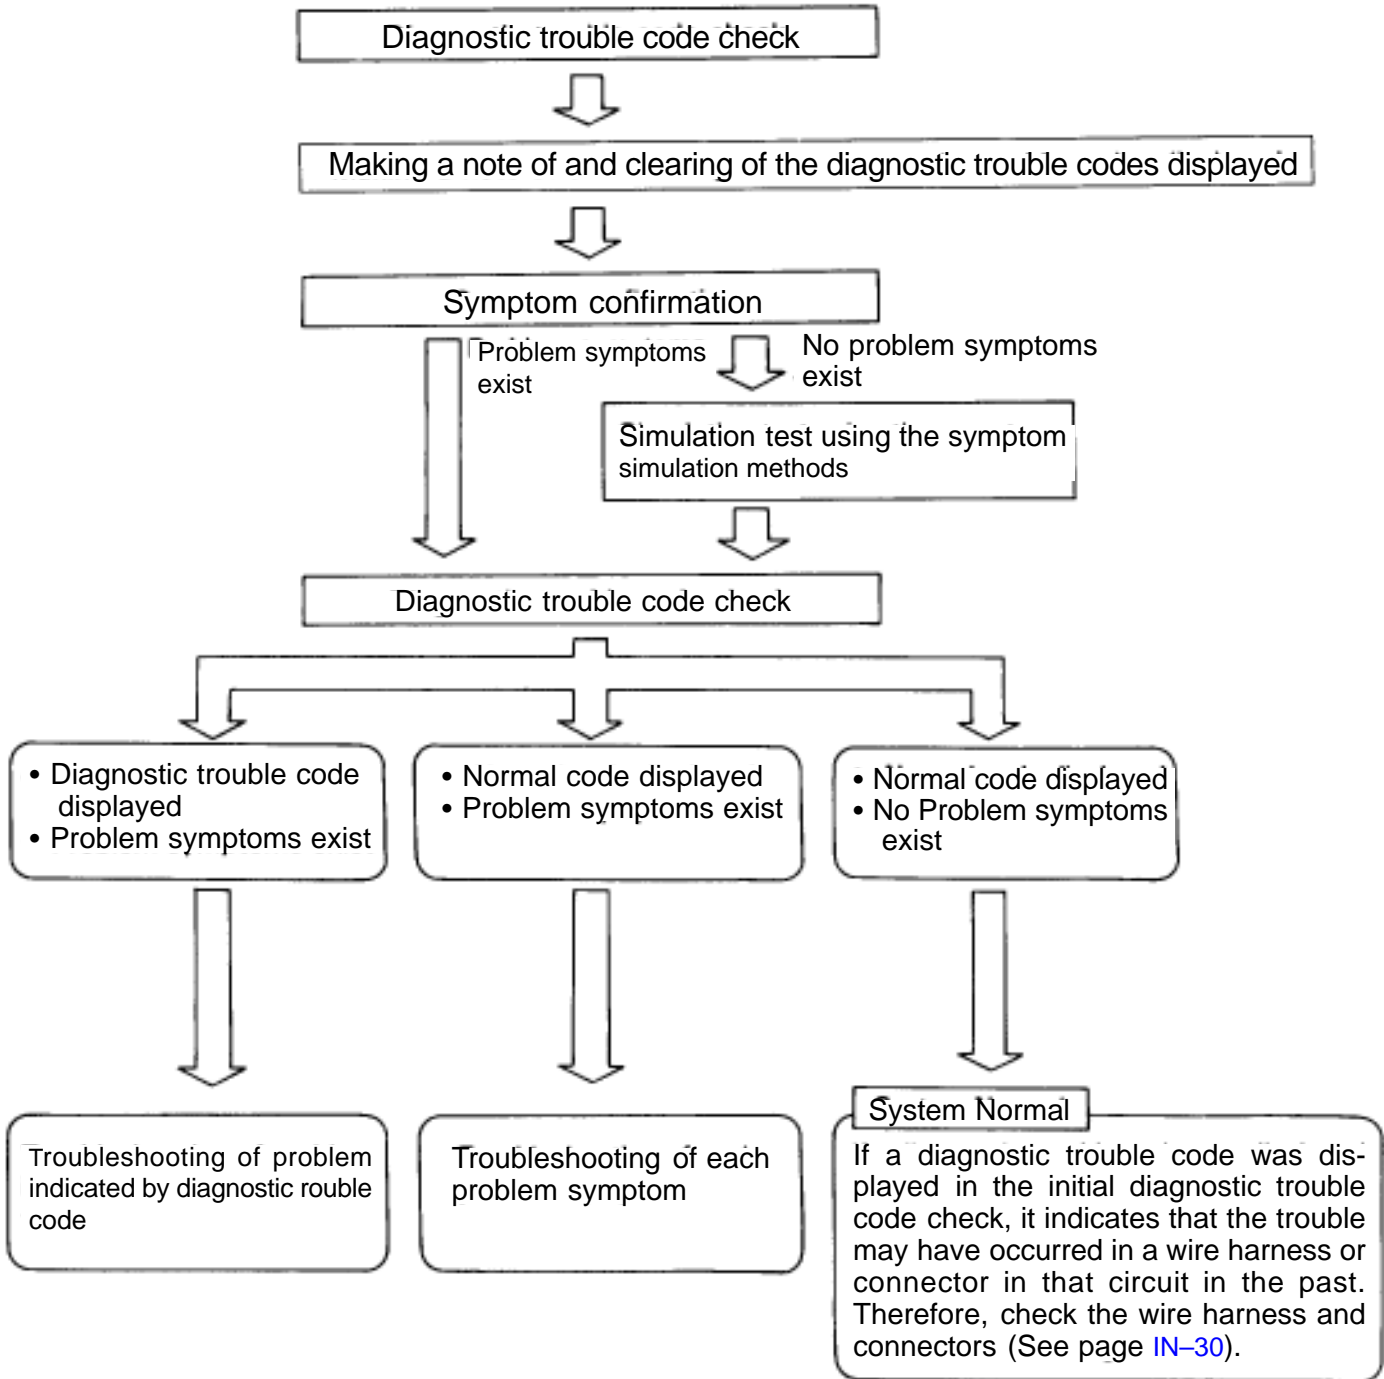 Diagnostic trouble code check
Making a note of and clearing of the diagnostic trouble codes displayed
Symptom confirmation
Problem symptoms
exist
No problem symptoms
exist
Simulation test using the symptom
simulation methods
Diagnostic trouble code check
• Diagnostic trouble code
displayed
• Problem symptoms exist
• Normal code displayed
• Problem symptoms exist
• Normal code displayed
• No Problem symptoms
exist
Troubleshooting of problem
indicated by diagnostic rouble
code
Troubleshooting of each
problem symptom
System Normal
If a diagnostic trouble code was dis-
played in the initial diagnostic trouble
code check, it indicates that the trouble
may have occurred in a wire harness or
connector in that circuit in the past.
Therefore, check the wire harness and
connectors (See page IN–30).